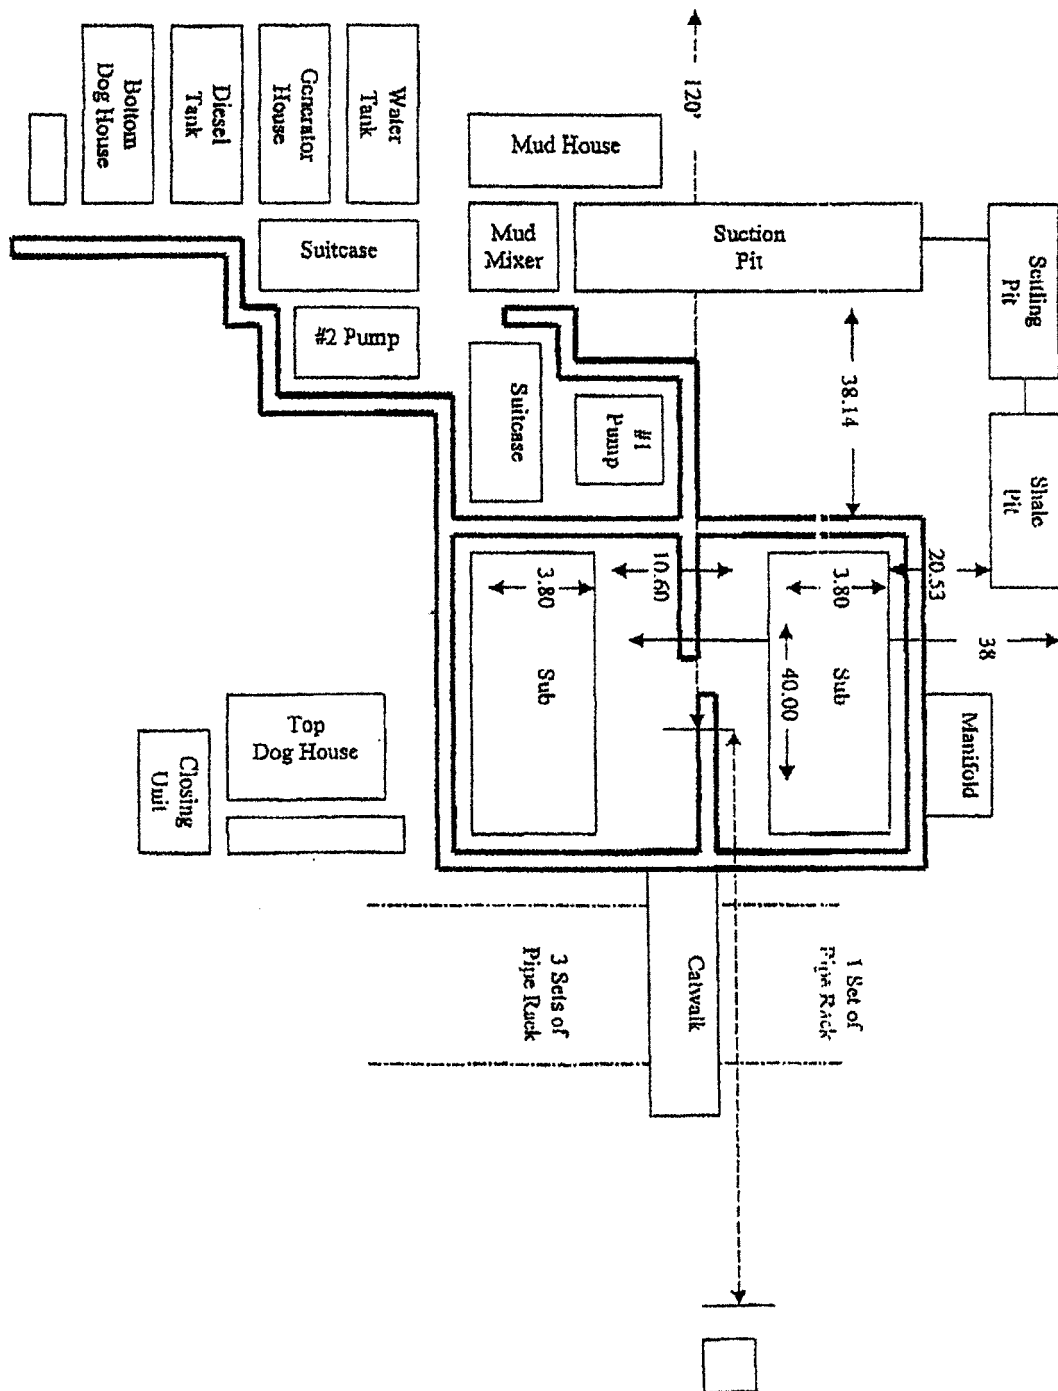 Bottom
Dog House
Diesel
Tank
Generator
House
Water
Tank
Mud House
120'
Suitcase
Mud
Mixer
Suction
Pit
Settling
Pit
#2 Pump
Suitcase
#1
Pump
38.14
Shale
Pit
3.80
Sub
10.60
3.80
Sub
40.00
20.53
38
Manifold
Top
Dog House
Closing
Unit
3 Sets of
Pipe Rack
Catwalk
1 Set of
Pipe Rack